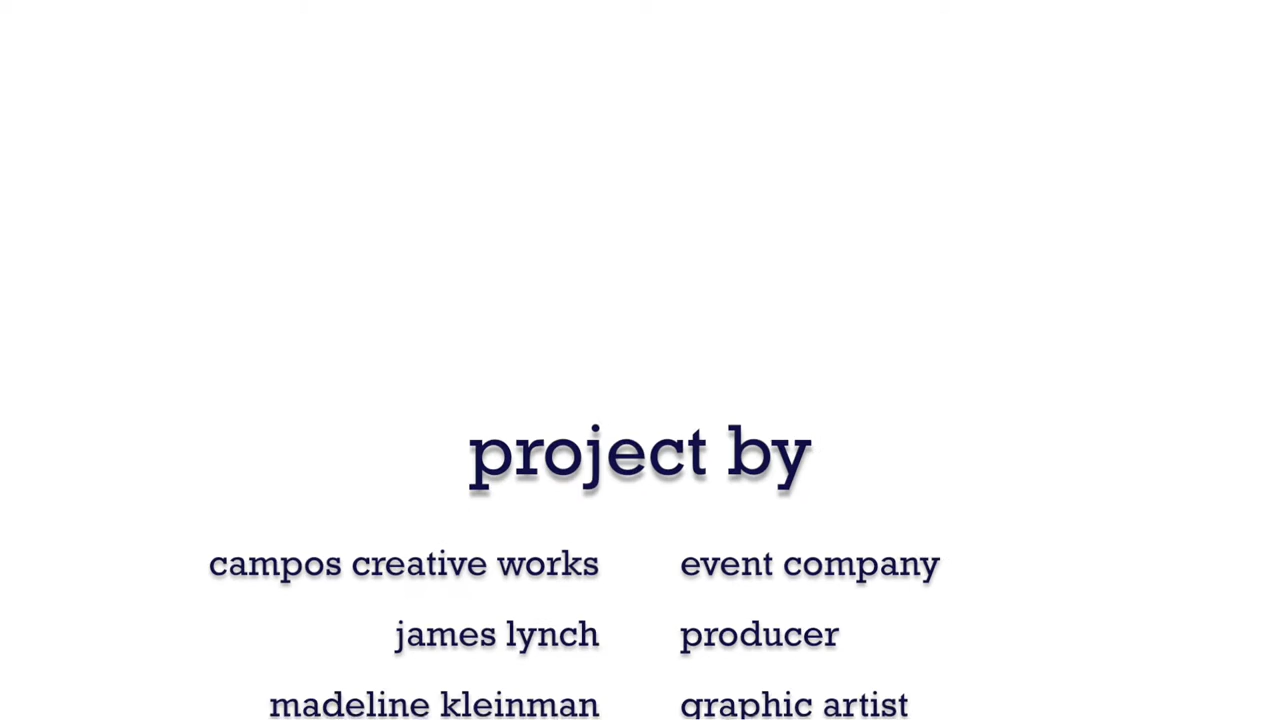 project by
campos creative works event company
james lynch producer
madeline kleinman graphic artist